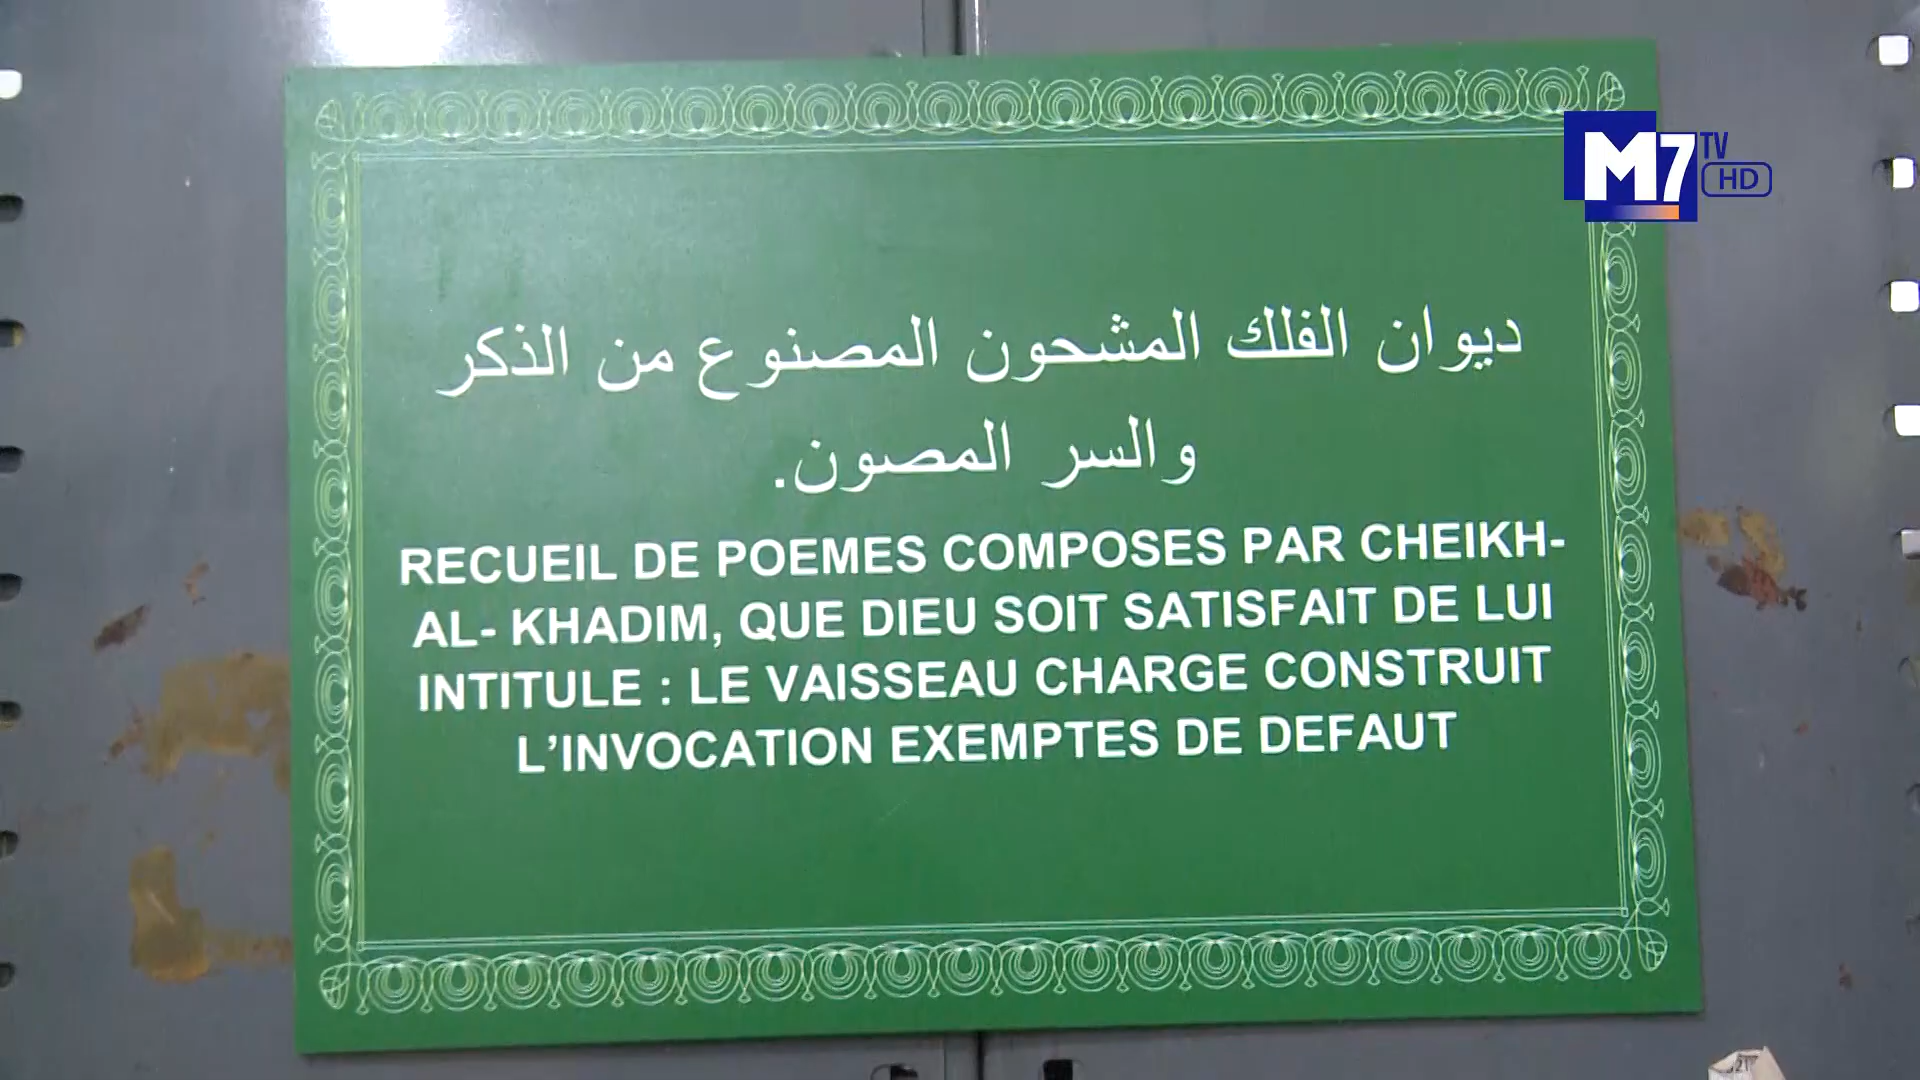 M7 TV HD
ديوان الفلك المشحون المصنوع من الذكر
والسر المصون.
RECUEIL DE POEMES COMPOSES PAR CHEIKH-
AL- KHADIM, QUE DIEU SOIT SATISFAIT DE LUI
INTITULE : LE VAISSEAU CHARGE CONSTRUIT
L’INVOCATION EXEMPTES DE DEFAUT